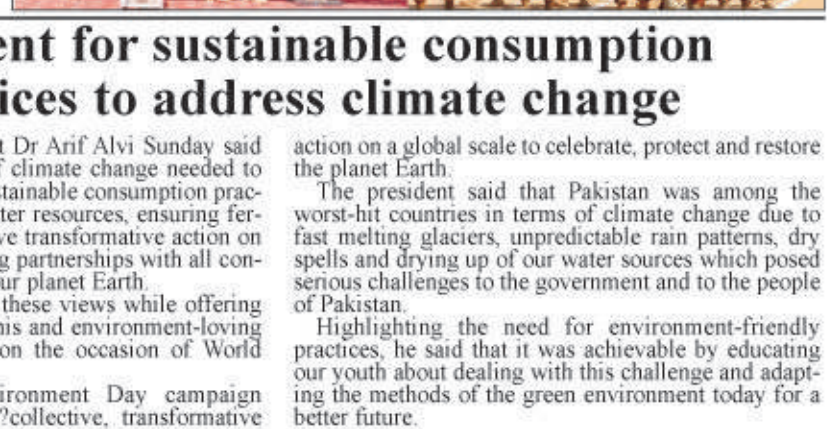 ent for sustainable consumption
ices to address climate change
t Dr Arif Alvi Sunday said
f climate change needed to
stainable consumption prac-
ter resources, ensuring fer-
ve transformative action on
g partnerships with all con-
ur planet Earth.
these views while offering
his and environment-loving
on the occasion of World
ironment Day campaign
?collective, transformative
action on a global scale to celebrate, protect and restore
the planet Earth.
The president said that Pakistan was among the
worst-hit countries in terms of climate change due to
fast melting glaciers, unpredictable rain patterns, dry
spells and drying up of our water sources which posed
serious challenges to the government and to the people
of Pakistan.
Highlighting the need for environment-friendly
practices, he said that it was achievable by educating
our youth about dealing with this challenge and adapt-
ing the methods of the green environment today for a
better future.